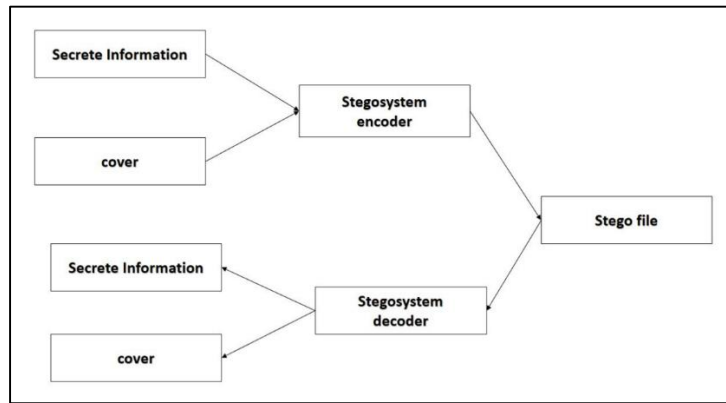 Secrete Information
Stegosystem
encoder
cover
Stego file
Secrete Information
Stegosystem
decoder
cover